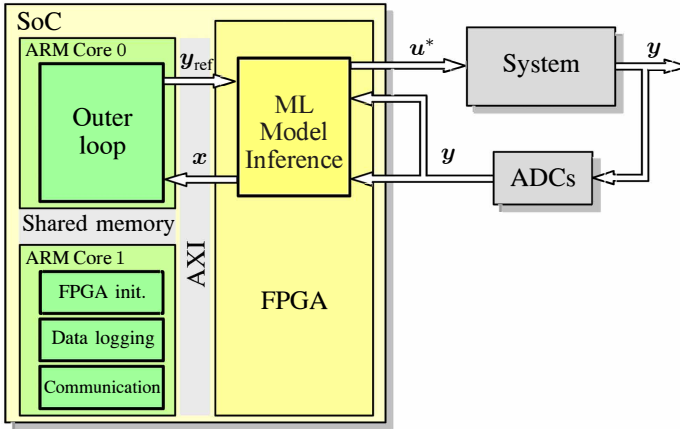 SoC
ARM Core 0
Outer
loop
y_ref
x
ML
Model
Inference
u*
System
y
y
ADCs
Shared memory
ARM Core 1
FPGA init.
Data logging
Communication
AXI
FPGA